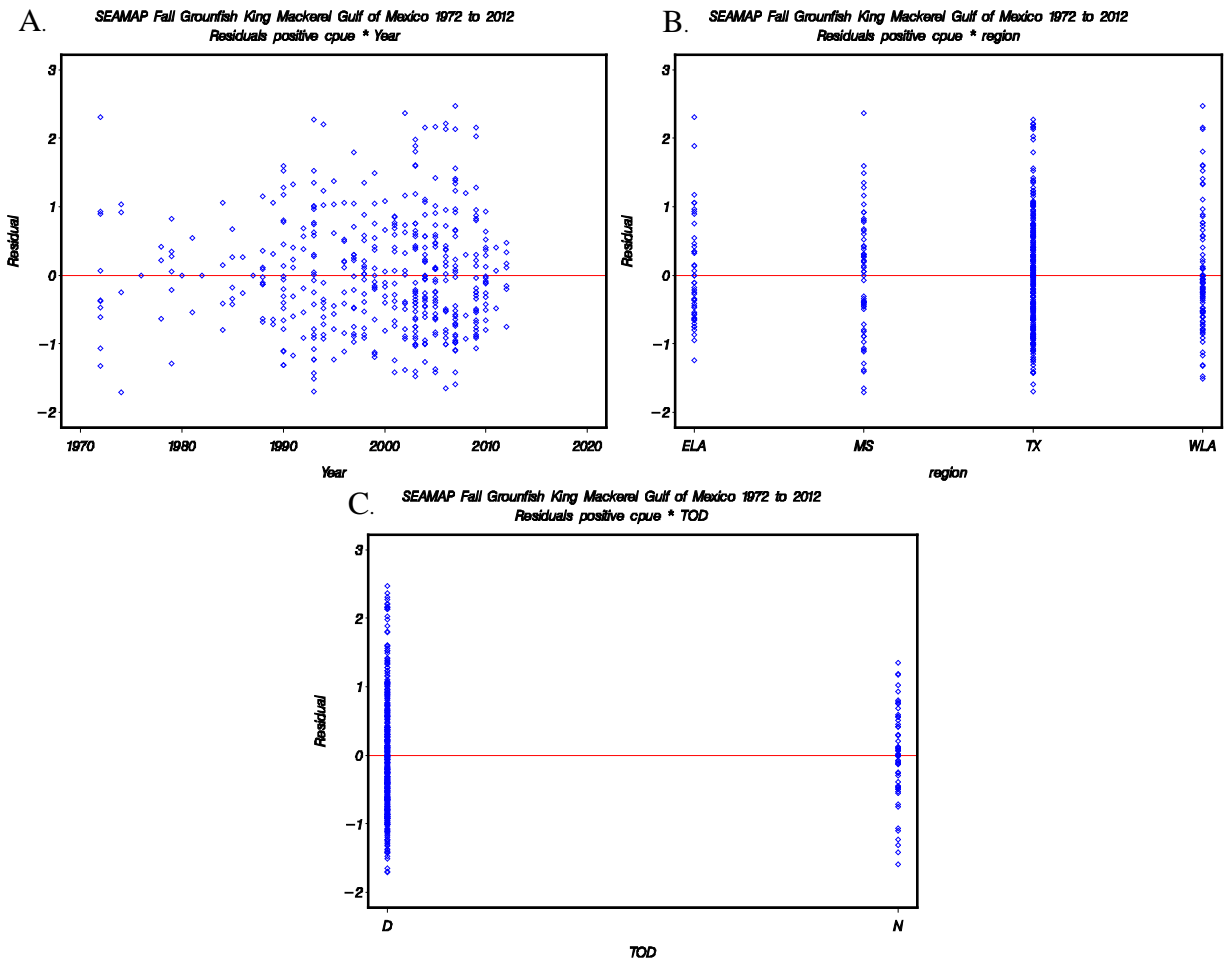 A.
SEAMAP Fall Grounfish King Mackerel Gulf of Mexico 1972 to 2012
Residuals positive cpue * Year
3
2
1
0
−1
−2
Residual
1970 1980 1990 2000 2010 2020
Year
B.
SEAMAP Fall Grounfish King Mackerel Gulf of Mexico 1972 to 2012
Residuals positive cpue * region
3
2
1
0
−1
−2
Residual
ELA MS TX WLA
region
C.
SEAMAP Fall Grounfish King Mackerel Gulf of Mexico 1972 to 2012
Residuals positive cpue * TOD
3
2
1
0
−1
−2
Residual
D N
TOD